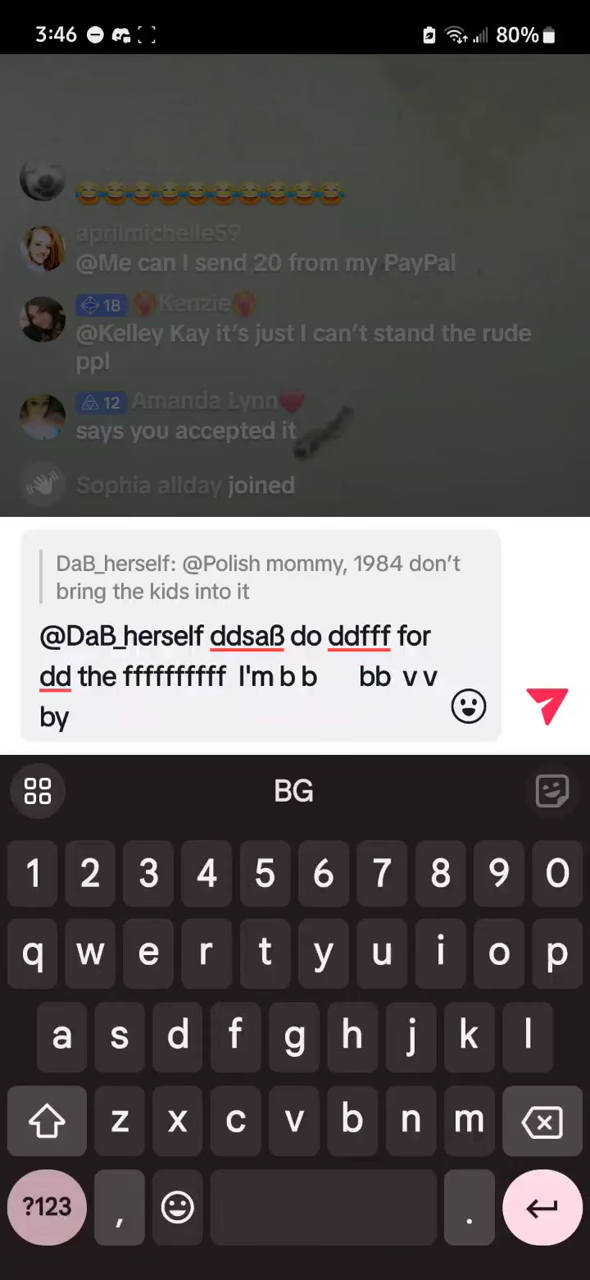 3:46
80%
😂😂😂😂😂😂😂😂😂😂
aprilmichelle59
@Me can I send 20 from my PayPal
18 Kenzie
@Kelley Kay it's just I can't stand the rude
ppl
12 Amanda Lynn❤️
says you accepted it
Sophia allday joined
DaB_herself: @Polish mommy, 1984 don't
bring the kids into it
@DaB_herself ddsaß do ddfff for
dd the ffffffffff I'm b b bb v v
by
BG
1 2 3 4 5 6 7 8 9 0
q w e r t y u i o p
a s d f g h j k l
z x c v b n m
?123 , .